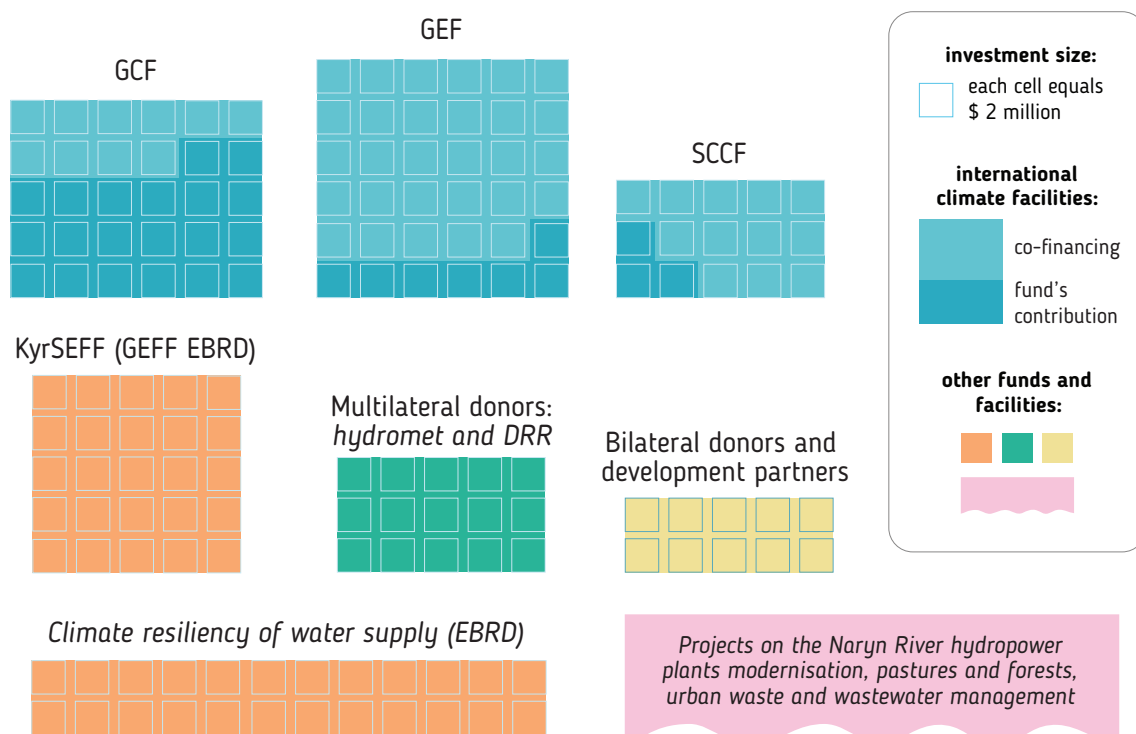 GCF
GEF
SCCF
KyrSEFF (GEFF EBRD)
Multilateral donors:
hydromet and DRR
Bilateral donors and
development partners
Climate resiliency of water supply (EBRD)
Projects on the Naryn River hydropower
plants modernisation, pastures and forests,
urban waste and wastewater management
investment size:
each cell equals
$ 2 million
international
climate facilities:
co-financing
fund's
contribution
other funds and
facilities: